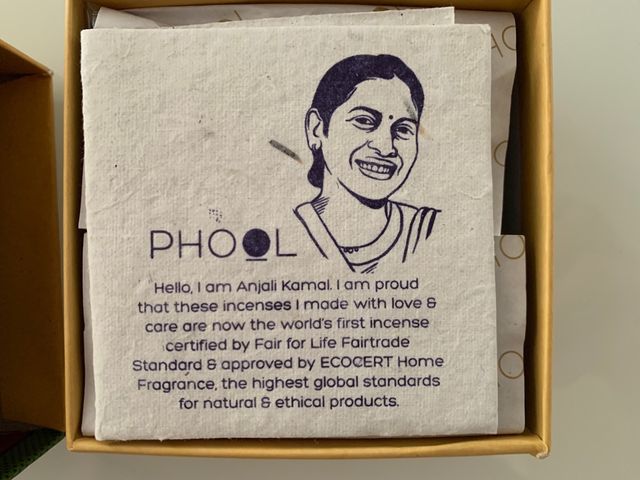 PHOOL
Hello, I am Anjali Kamal. I am proud
that these incenses I made with love &
care are now the world's first incense
certified by Fair for Life Fairtrade
Standard & approved by ECOCERT Home
Fragrance, the highest global standards
for natural & ethical products.